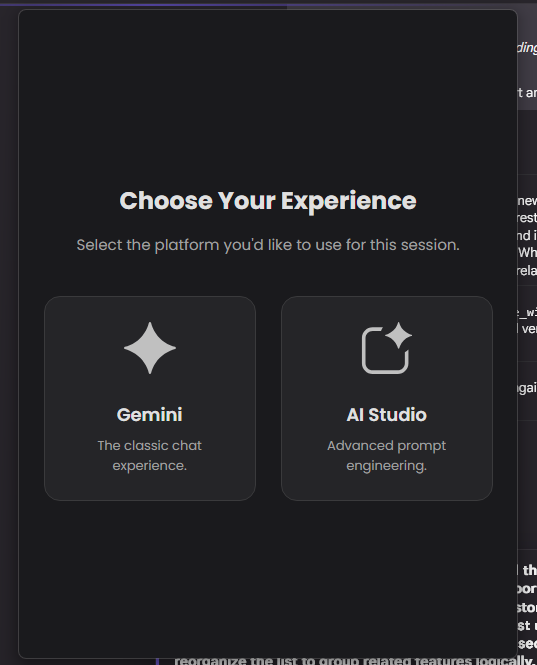 Choose Your Experience
Select the platform you'd like to use for this session.
Gemini
The classic chat
experience.
AI Studio
Advanced prompt
engineering.
reorganize the list to group related features logically.